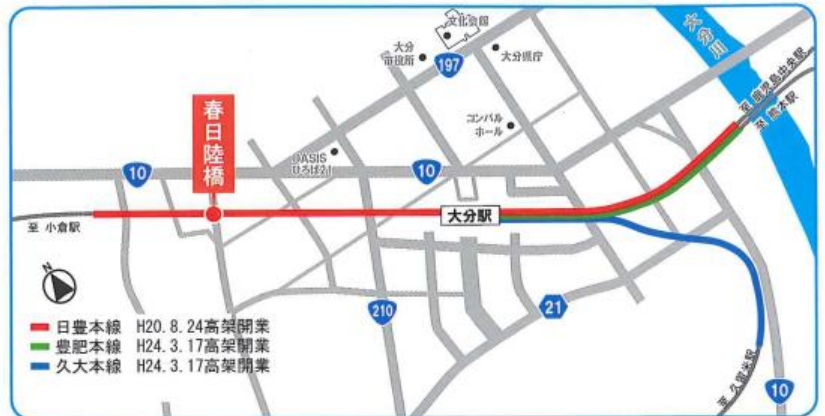 文化会館
大分
市役所
大分県庁
197
大分川
至 鹿児島中央駅
至 熊本駅
春日陸橋
コンパル
ホール
OASIS
ひろば21
10
10
大分駅
至 小倉駅
N
210
21
日豊本線 H20.8.24高架開業
豊肥本線 H24.3.17高架開業
久大本線 H24.3.17高架開業
至 久留米駅
10